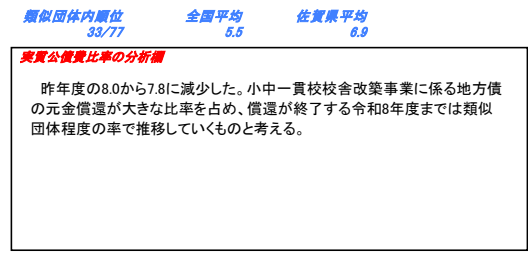 類似団体内順位 全国平均 佐賀県平均
33/77 5.5 6.9
実質公債費比率の分析欄
昨年度の8.0から7.8に減少した。小中一貫校校舎改築事業に係る地方債
の元金償還が大きな比率を占め、償還が終了する令和8年度までは類似
団体程度の率で推移していくものと考える。